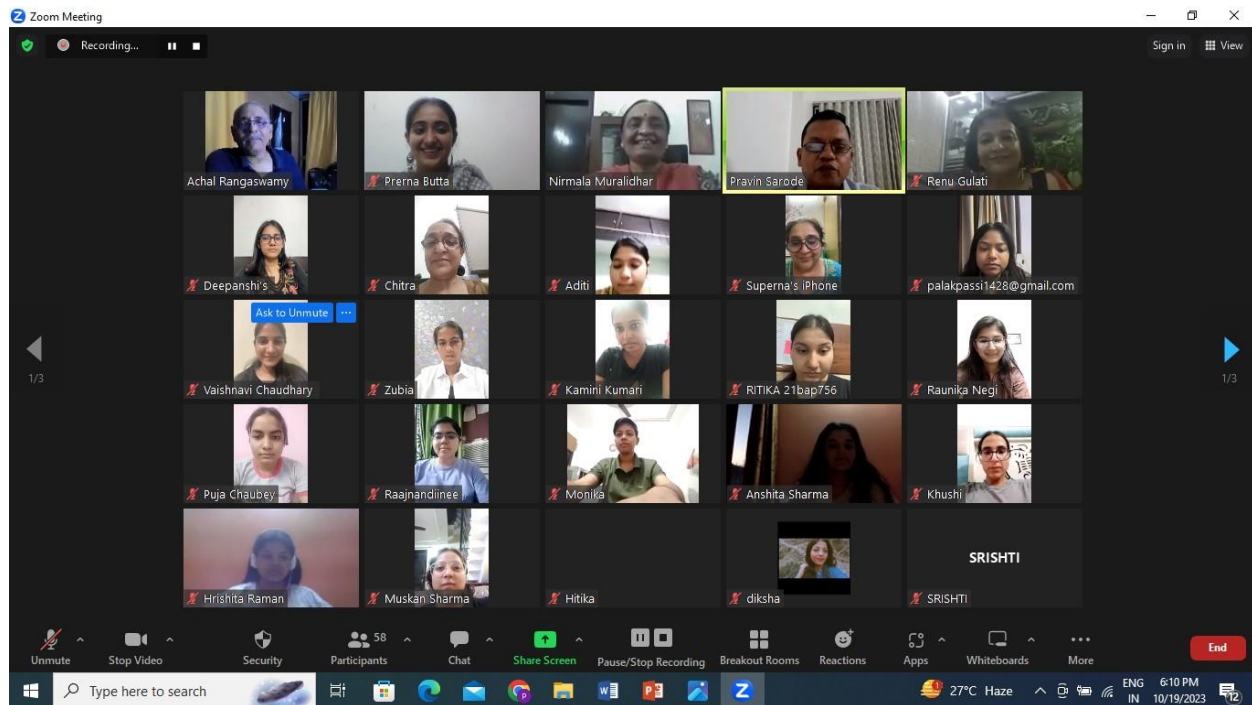 Zoom Meeting
Recording...
Sign in
View
Achal Rangaswamy
Prerna Butta
Nirmala Muralidhar
Pravin Sarode
Renu Gulati
Deepanshi's
Chitra
Aditi
Superna's iPhone
palakpassi1428@gmail.com
Ask to Unmute
Vaishnavi Chaudhary
Zubia
Kamini Kumari
RITIKA 21bap756
Raunika Negi
1/3
1/3
Puja Chaubey
Raajnandiinee
Monika
Anshita Sharma
Khushi
Hrishita Raman
Muskan Sharma
Hitika
diksha
SRISHTI
SRISHTI
Unmute
Stop Video
Security
58
Participants
Chat
Share Screen
Pause/Stop Recording
Breakout Rooms
Reactions
Apps
Whiteboards
More
End
Type here to search
27°C Haze
ENG
IN
6:10 PM
10/19/2023
12